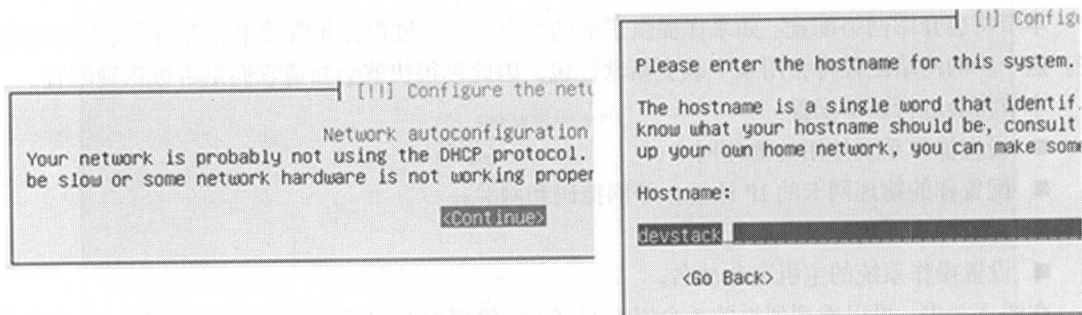 [!!] Configure the netw
Network autoconfiguration
Your network is probably not using the DHCP protocol.
be slow or some network hardware is not working proper
<Continue>
[!] Config
Please enter the hostname for this system.
The hostname is a single word that identif
know what your hostname should be, consult
up your own home network, you can make some
Hostname:
devstack
<Go Back>